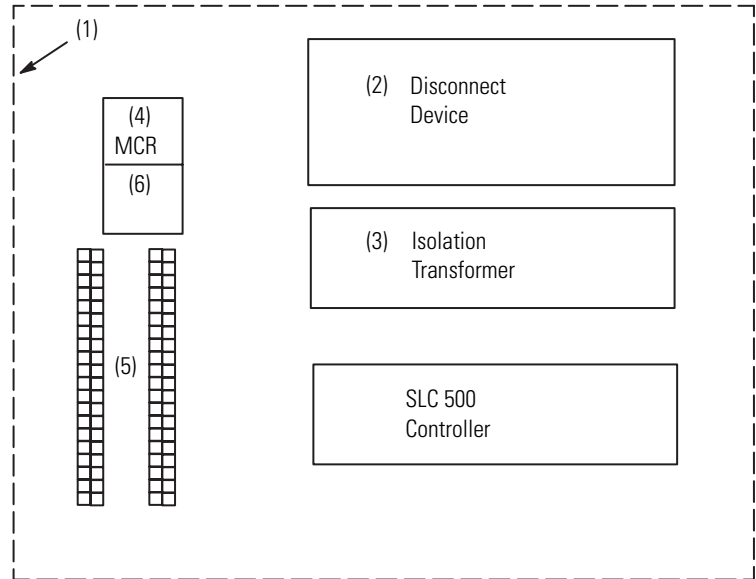 (1)
(2) Disconnect
Device
(4)
MCR
(6)
(3) Isolation
Transformer
(5)
SLC 500
Controller